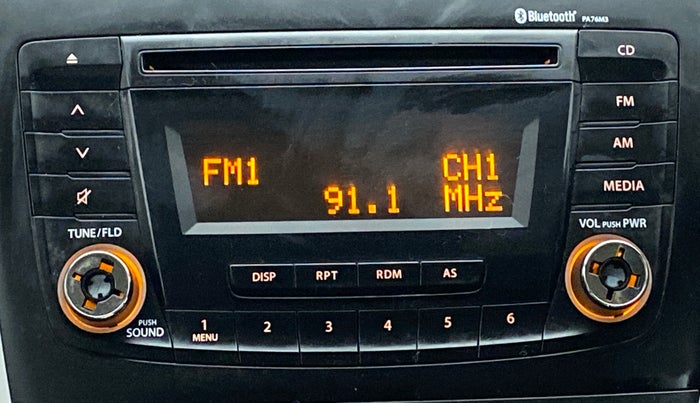 Bluetooth® PA76M3
CD
FM
AM
MEDIA
FM1 CH1
91.1 MHz
TUNE/FLD
VOL PUSH PWR
DISP RPT RDM AS
PUSH
SOUND
1 2 3 4 5 6
MENU